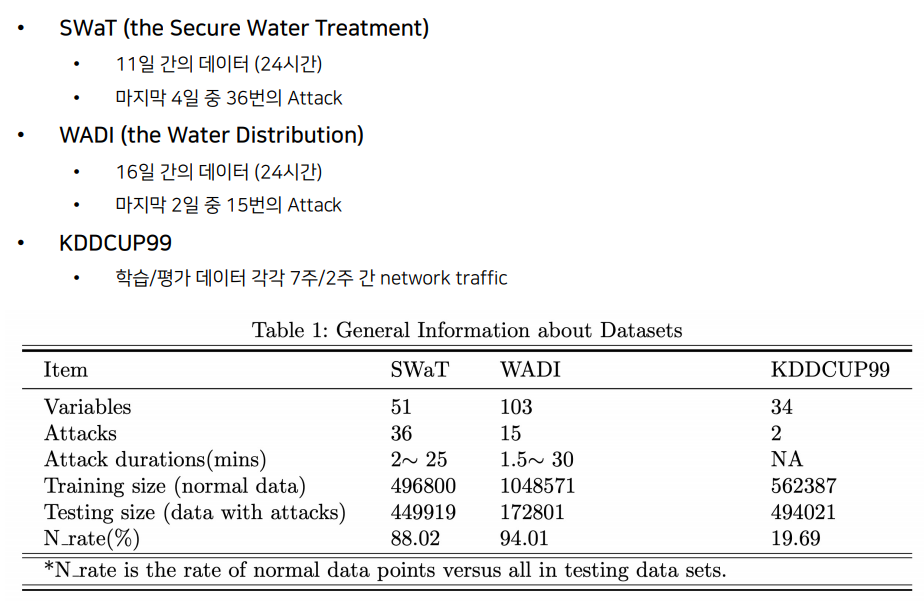 • SWaT (the Secure Water Treatment)
• 11일 간의 데이터 (24시간)
• 마지막 4일 중 36번의 Attack
• WADI (the Water Distribution)
• 16일 간의 데이터 (24시간)
• 마지막 2일 중 15번의 Attack
• KDDCUP99
• 학습/평가 데이터 각각 7주/2주 간 network traffic
Table 1: General Information about Datasets
Item SWaT WADI KDDCUP99
Variables 51 103 34
Attacks 36 15 2
Attack durations(mins) 2~ 25 1.5~ 30 NA
Training size (normal data) 496800 1048571 562387
Testing size (data with attacks) 449919 172801 494021
N_rate(%) 88.02 94.01 19.69
*N_rate is the rate of normal data points versus all in testing data sets.